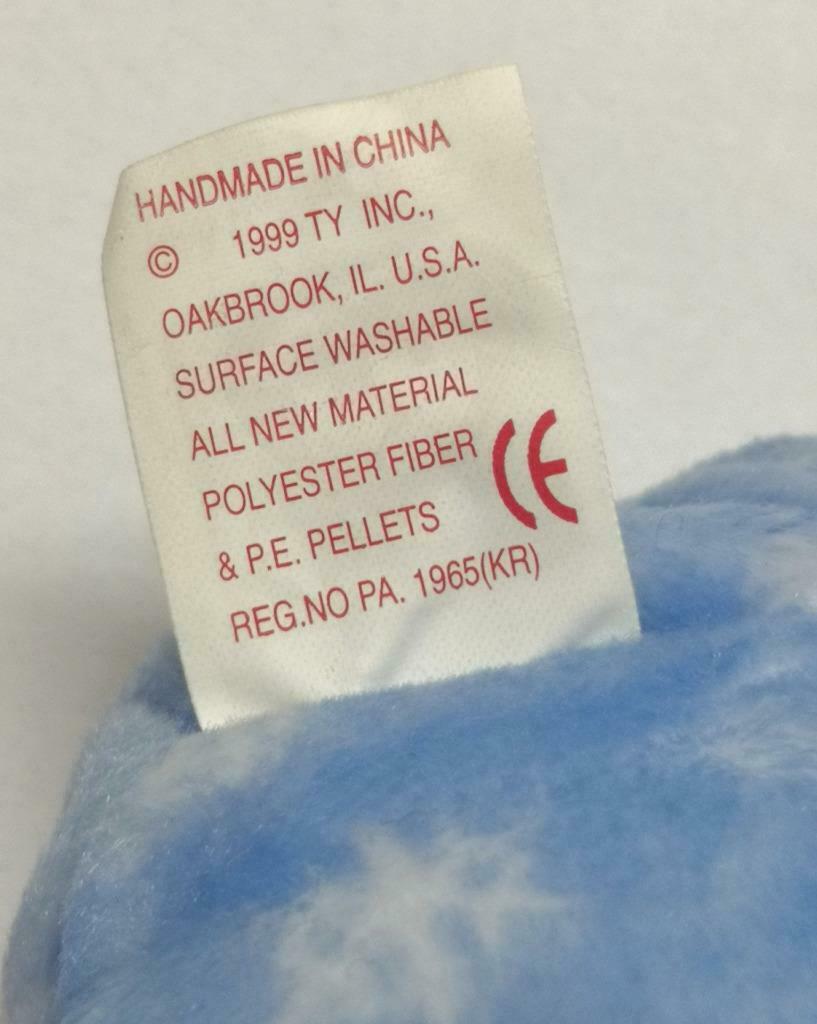 HANDMADE IN CHINA
© 1999 TY INC.,
OAKBROOK, IL. U.S.A.
SURFACE WASHABLE
ALL NEW MATERIAL
POLYESTER FIBER
& P.E. PELLETS
CE
REG.NO PA. 1965(KR)